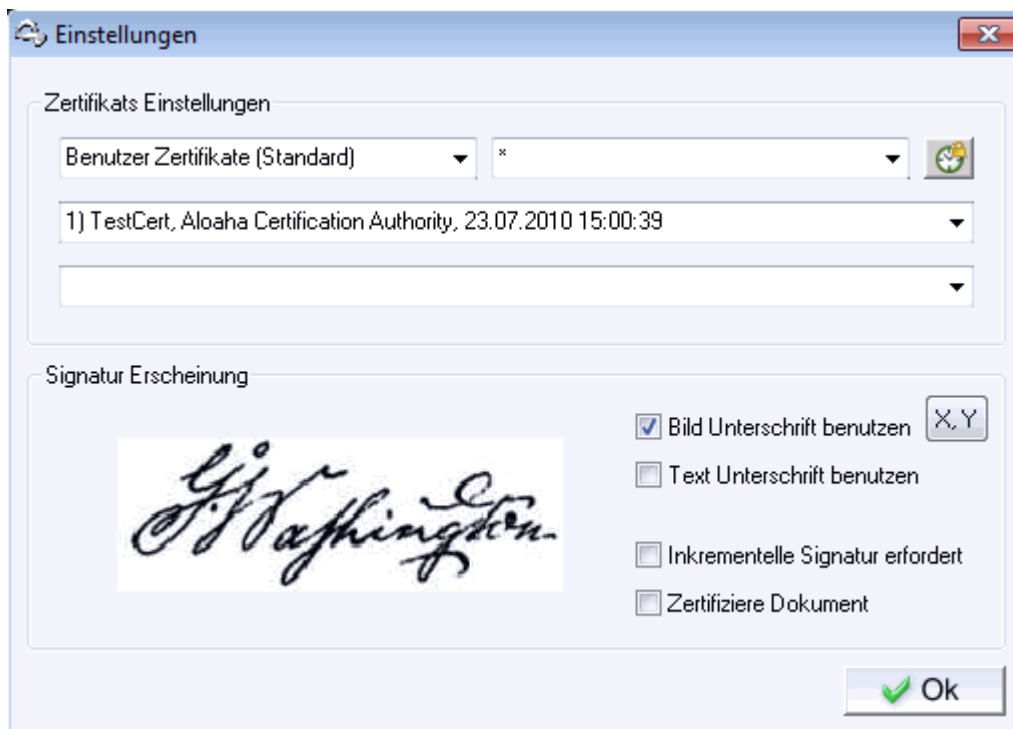 Einstellungen
Zertifikats Einstellungen
Benutzer Zertifikate (Standard) *
1) TestCert, Aloaha Certification Authority, 23.07.2010 15:00:39
Signatur Erscheinung
G. Washington
Bild Unterschrift benutzen X,Y
Text Unterschrift benutzen
Inkrementelle Signatur erfordert
Zertifiziere Dokument
Ok